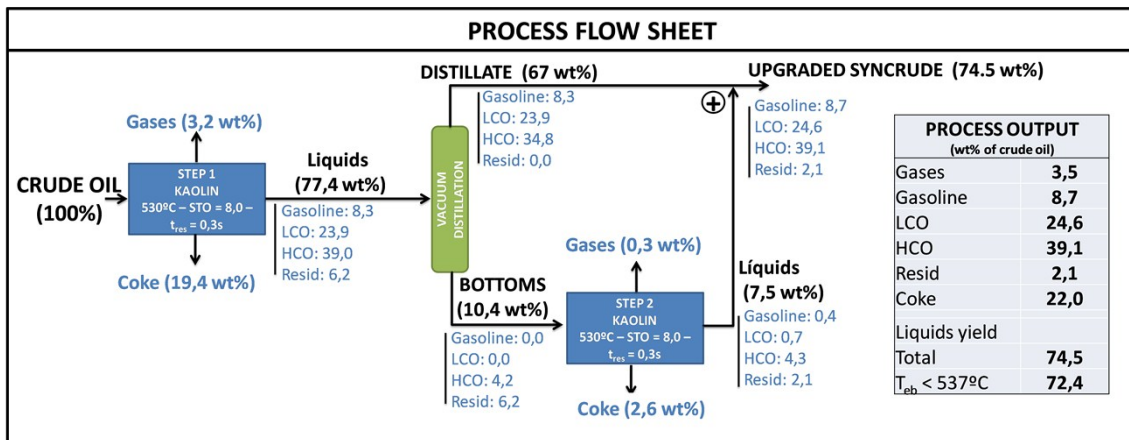 PROCESS FLOW SHEET
DISTILLATE (67 wt%)
Gasoline: 8,3
LCO: 23,9
HCO: 34,8
Resid: 0,0
UPGRADED SYNCRUDE (74.5 wt%)
Gasoline: 8,7
LCO: 24,6
HCO: 39,1
Resid: 2,1
Gases (3,2 wt%)
CRUDE OIL
(100%)
STEP 1
KAOLIN
530ºC – STO = 8,0 –
tres = 0,3s
Coke (19,4 wt%)
Liquids
(77,4 wt%)
Gasoline: 8,3
LCO: 23,9
HCO: 39,0
Resid: 6,2
VACUUM
DISTILLATION
BOTTOMS
(10,4 wt%)
Gasoline: 0,0
LCO: 0,0
HCO: 4,2
Resid: 6,2
Gases (0,3 wt%)
STEP 2
KAOLIN
530ºC – STO = 8,0 –
tres = 0,3s
Coke (2,6 wt%)
Líquids
(7,5 wt%)
Gasoline: 0,4
LCO: 0,7
HCO: 4,3
Resid: 2,1
PROCESS OUTPUT
(wt% of crude oil)
Gases 3,5
Gasoline 8,7
LCO 24,6
HCO 39,1
Resid 2,1
Coke 22,0
Liquids yield
Total 74,5
Teb < 537ºC 72,4